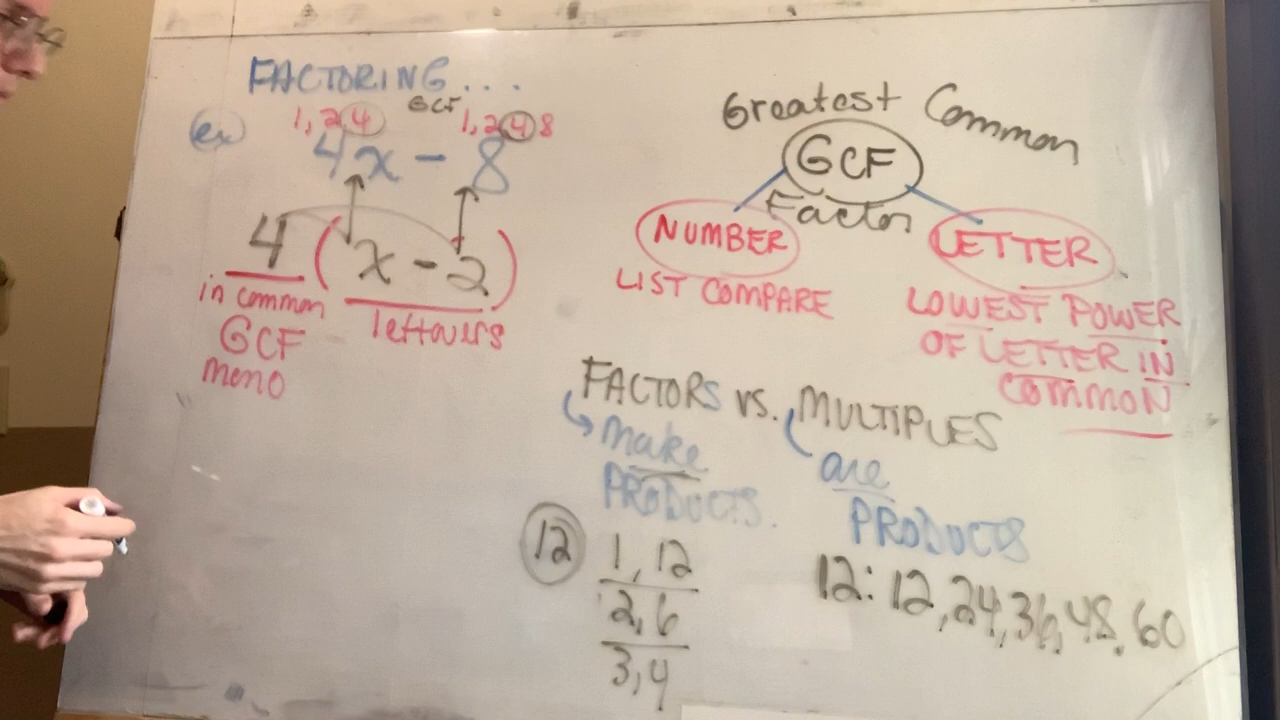 FACTORING...
ex
1, 2, 4
GCF
1, 2, 4, 8
4x - 8
4 (x - 2)
in common
leftovers
GCF
mono
Greatest Common
GCF
Factor
NUMBER
LETTER
LIST COMPARE
LOWEST POWER
OF LETTER IN
COMMON
FACTORS vs. MULTIPLES
make
PRODUCTS.
are
PRODUCTS
12
1, 12
2, 6
3, 4
12: 12, 24, 36, 48, 60